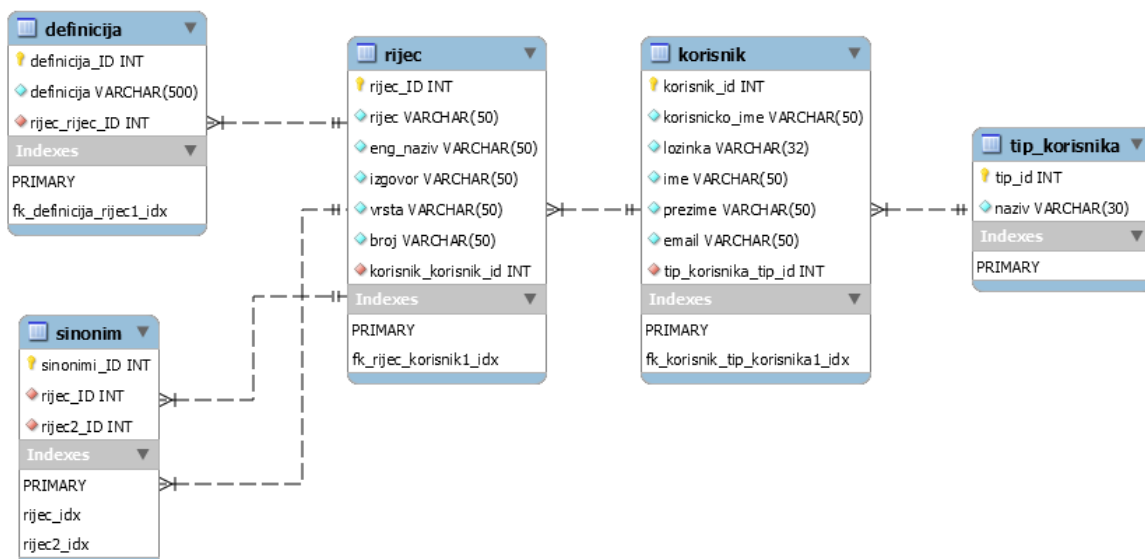 definicija
definicija_ID INT
definicija VARCHAR(500)
rijec_rijec_ID INT
Indexes
PRIMARY
fk_definicija_rijec1_idx
rijec
rijec_ID INT
rijec VARCHAR(50)
eng_naziv VARCHAR(50)
izgovor VARCHAR(50)
vrsta VARCHAR(50)
broj VARCHAR(50)
korisnik_korisnik_id INT
Indexes
PRIMARY
fk_rijec_korisnik1_idx
korisnik
korisnik_id INT
korisnicko_ime VARCHAR(50)
lozinka VARCHAR(32)
ime VARCHAR(50)
prezime VARCHAR(50)
email VARCHAR(50)
tip_korisnika_tip_id INT
Indexes
PRIMARY
fk_korisnik_tip_korisnika1_idx
tip_korisnika
tip_id INT
naziv VARCHAR(30)
Indexes
PRIMARY
sinonim
sinonimi_ID INT
rijec_ID INT
rijec2_ID INT
Indexes
PRIMARY
rijec_idx
rijec2_idx